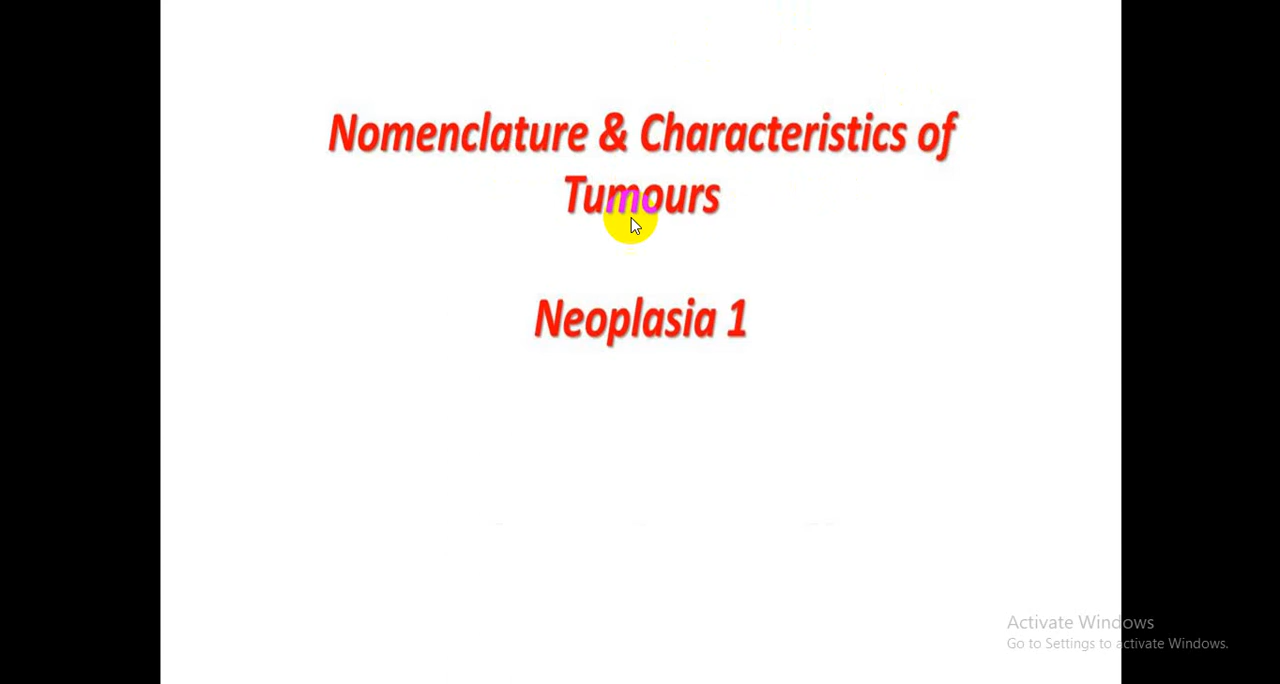 Nomenclature & Characteristics of
Tumours
Neoplasia 1
Activate Windows
Go to Settings to activate Windows.